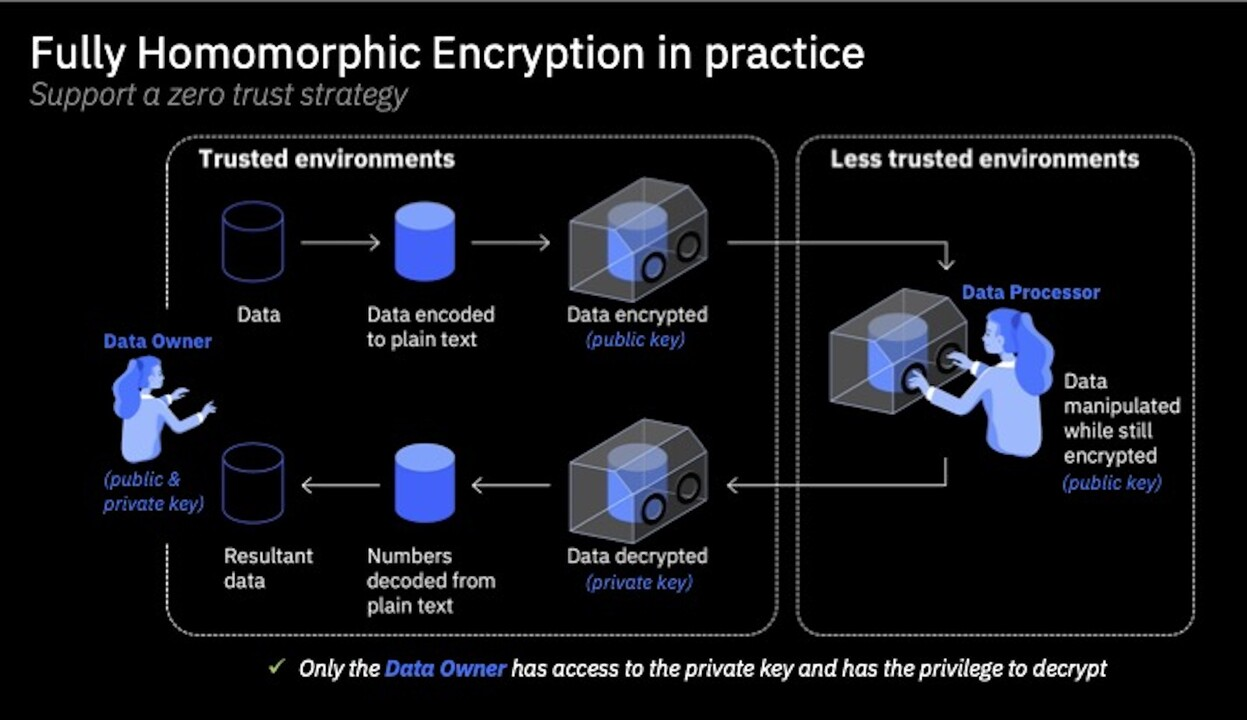 Fully Homomorphic Encryption in practice
Support a zero trust strategy
Trusted environments
Less trusted environments
Data
Data encoded
to plain text
Data encrypted
(public key)
Data Processor
Data
manipulated
while still
encrypted
(public key)
Data Owner
(public &
private key)
Resultant
data
Numbers
decoded from
plain text
Data decrypted
(private key)
✓ Only the Data Owner has access to the private key and has the privilege to decrypt